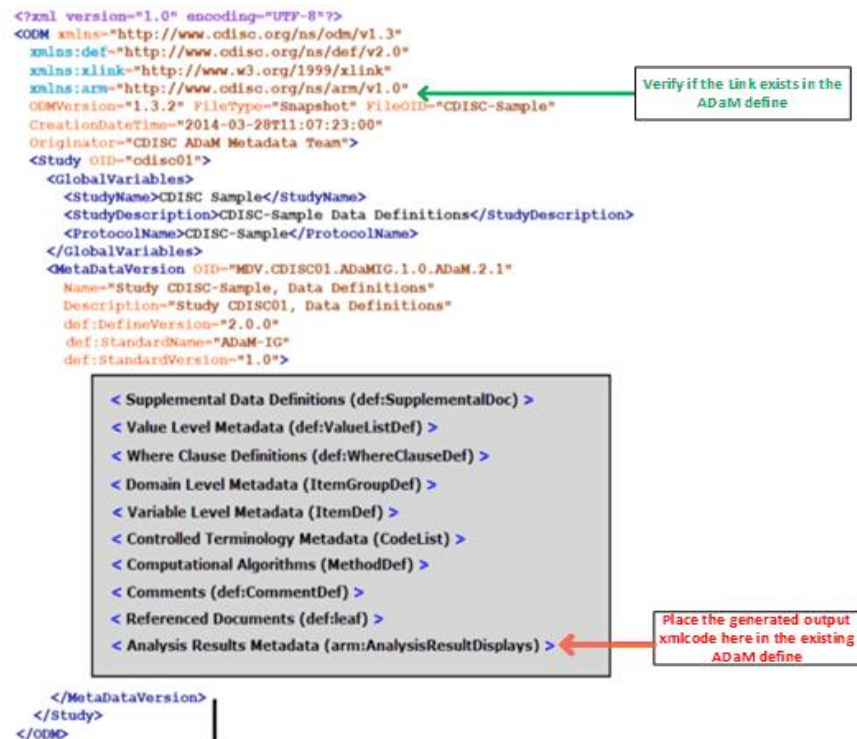 <?xml version="1.0" encoding="UTF-8"?>
<ODM xmlns="http://www.cdisc.org/ns/odm/v1.3"
xmlns:def="http://www.cdisc.org/ns/def/v2.0"
xmlns:xlink="http://www.w3.org/1999/xlink"
xmlns:arm="http://www.cdisc.org/ns/arm/v1.0"
ODMVersion="1.3.2" FileType="Snapshot" FileOID="CDISC-Sample"
CreationDateTime="2014-03-28T11:07:23:00"
Originator="CDISC ADaM Metadata Team">
<Study OID="cdisc01">
<GlobalVariables>
<StudyName>CDISC Sample</StudyName>
<StudyDescription>CDISC-Sample Data Definitions</StudyDescription>
<ProtocolName>CDISC-Sample</ProtocolName>
</GlobalVariables>
<MetaDataVersion OID="MDV.CDISC01.ADaMIG.1.0.ADaM.2.1"
Name="Study CDISC-Sample, Data Definitions"
Description="Study CDISC01, Data Definitions"
def:DefineVersion="2.0.0"
def:StandardName="ADaM-IG"
def:StandardVersion="1.0">
Verify if the Link exists in the
ADaM define
< Supplemental Data Definitions (def:SupplementalDoc) >
< Value Level Metadata (def:ValueListDef) >
< Where Clause Definitions (def:WhereClauseDef) >
< Domain Level Metadata (ItemGroupDef) >
< Variable Level Metadata (ItemDef) >
< Controlled Terminology Metadata (CodeList) >
< Computational Algorithms (MethodDef) >
< Comments (def:CommentDef) >
< Referenced Documents (def:leaf) >
< Analysis Results Metadata (arm:AnalysisResultDisplays) >
Place the generated output
xmlcode here in the existing
ADaM define
</MetaDataVersion>
</Study>
</ODM>